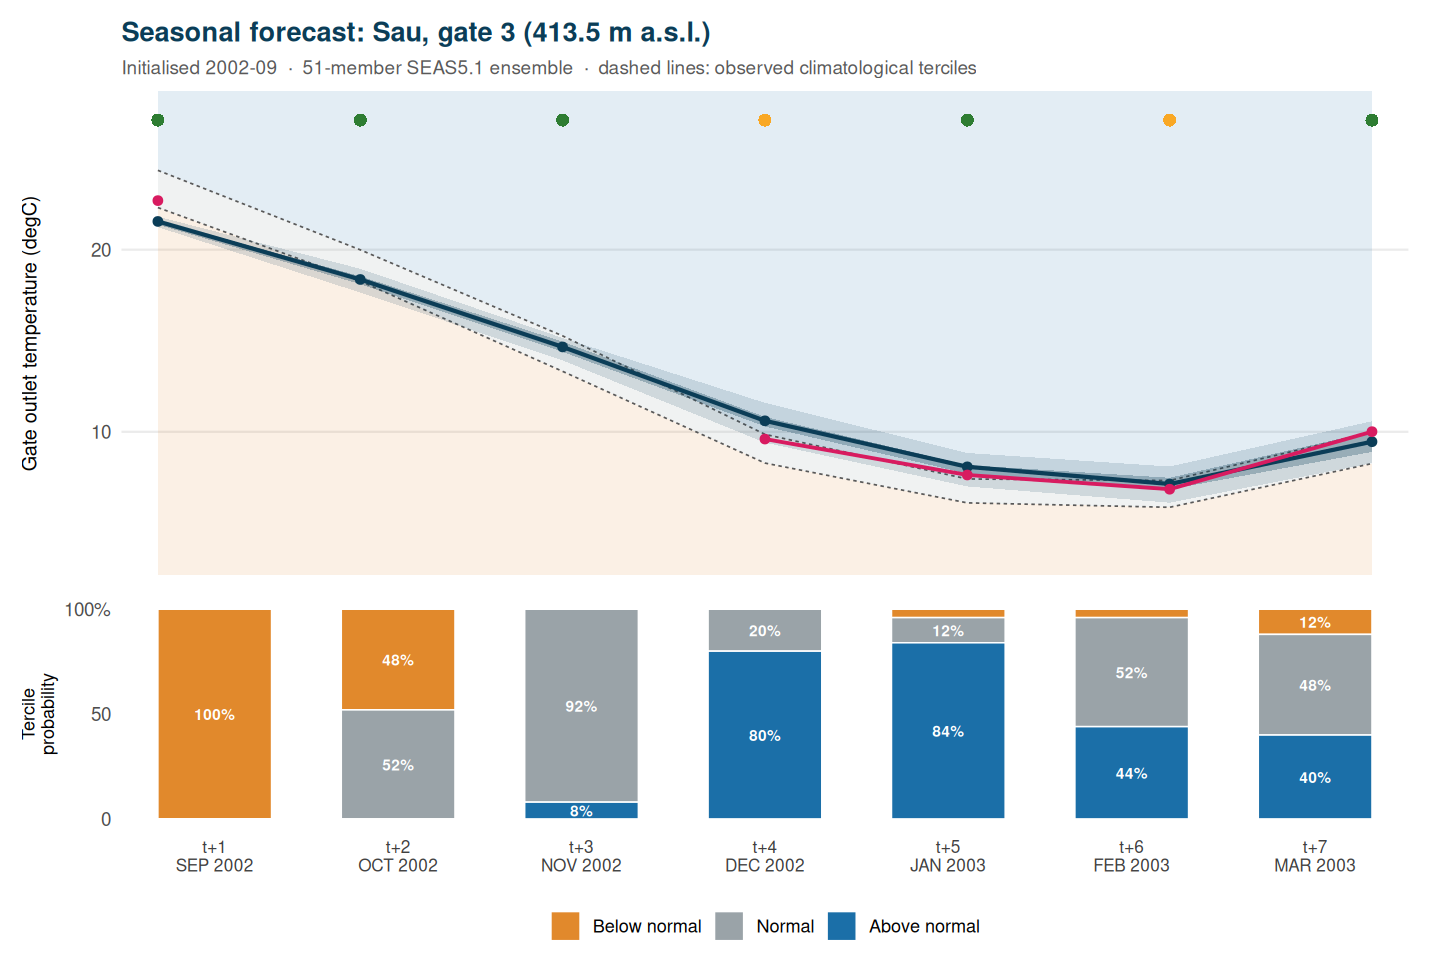 Seasonal forecast: Sau, gate 3 (413.5 m a.s.l.)
Initialised 2002-09 · 51-member SEAS5.1 ensemble · dashed lines: observed climatological terciles
Gate outlet temperature (degC)
20
10
Tercile
probability
100%
50
0
100%
48%
52%
92%
8%
20%
80%
12%
84%
52%
44%
12%
48%
40%
t+1
SEP 2002
t+2
OCT 2002
t+3
NOV 2002
t+4
DEC 2002
t+5
JAN 2003
t+6
FEB 2003
t+7
MAR 2003
Below normal
Normal
Above normal